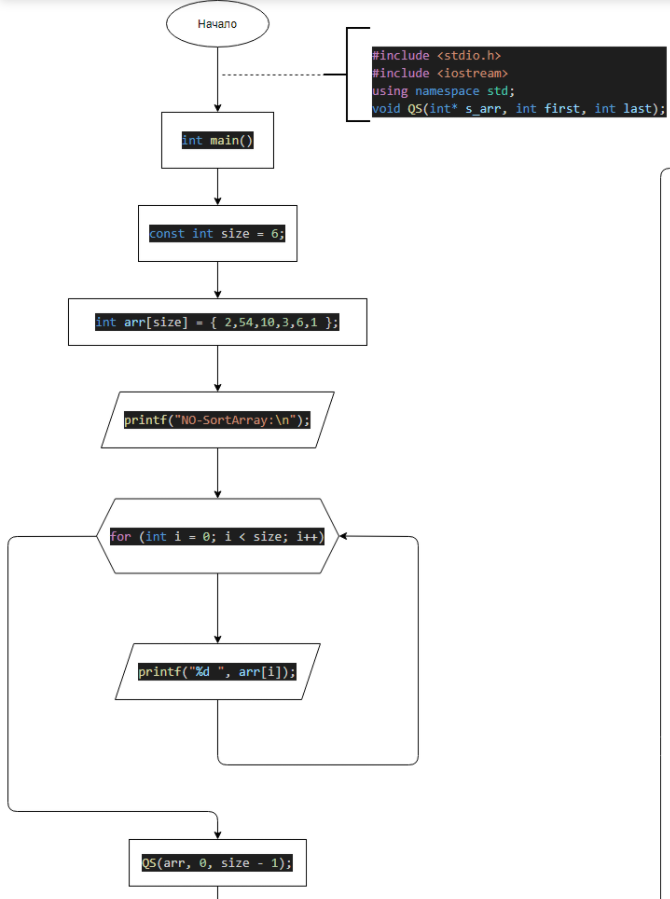 Начало
#include <stdio.h>
#include <iostream>
using namespace std;
void QS(int* s_arr, int first, int last);
int main()
const int size = 6;
int arr[size] = { 2,54,10,3,6,1 };
printf("NO-SortArray:\n");
for (int i = 0; i < size; i++)
printf("%d ", arr[i]);
QS(arr, 0, size - 1);